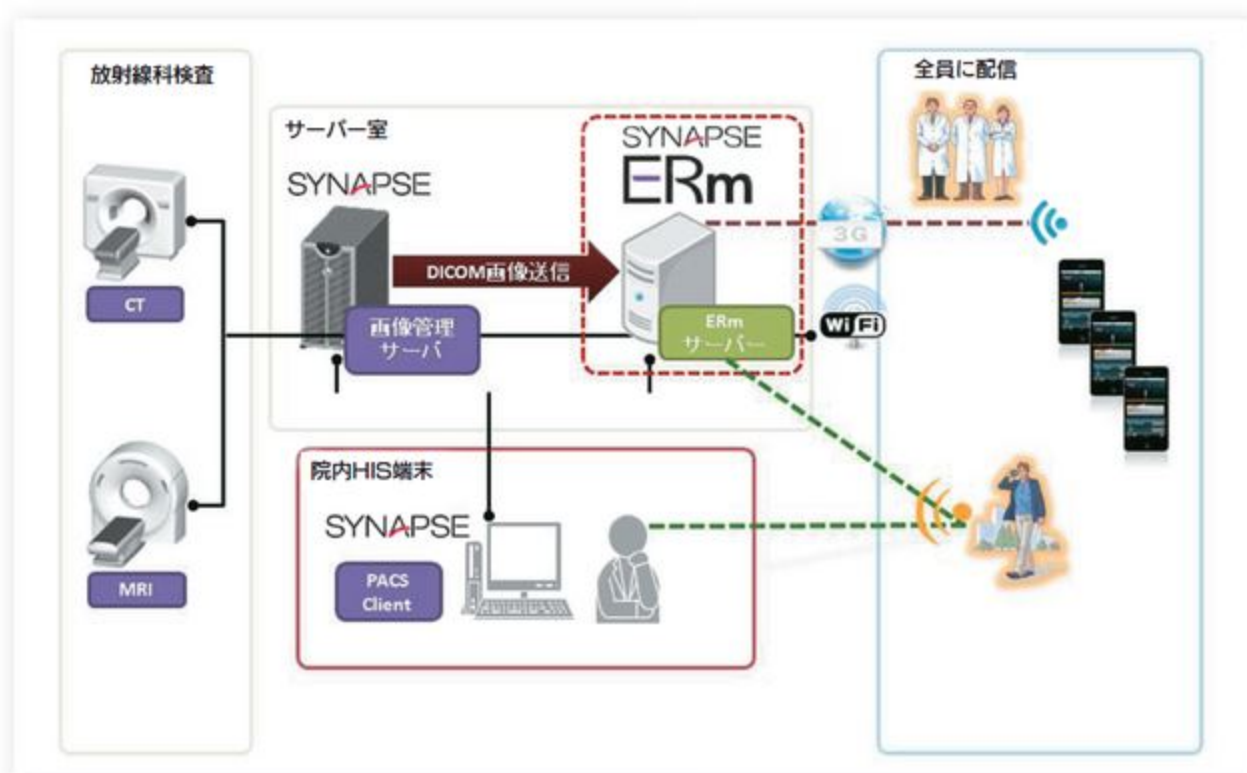 放射線科検査
CT
MRI
サーバー室
SYNAPSE
DICOM画像送信
画像管理
サーバ
SYNAPSE
ERm
ERm
サーバー
3G
WiFi
院内HIS端末
SYNAPSE
PACS
Client
全員に配信